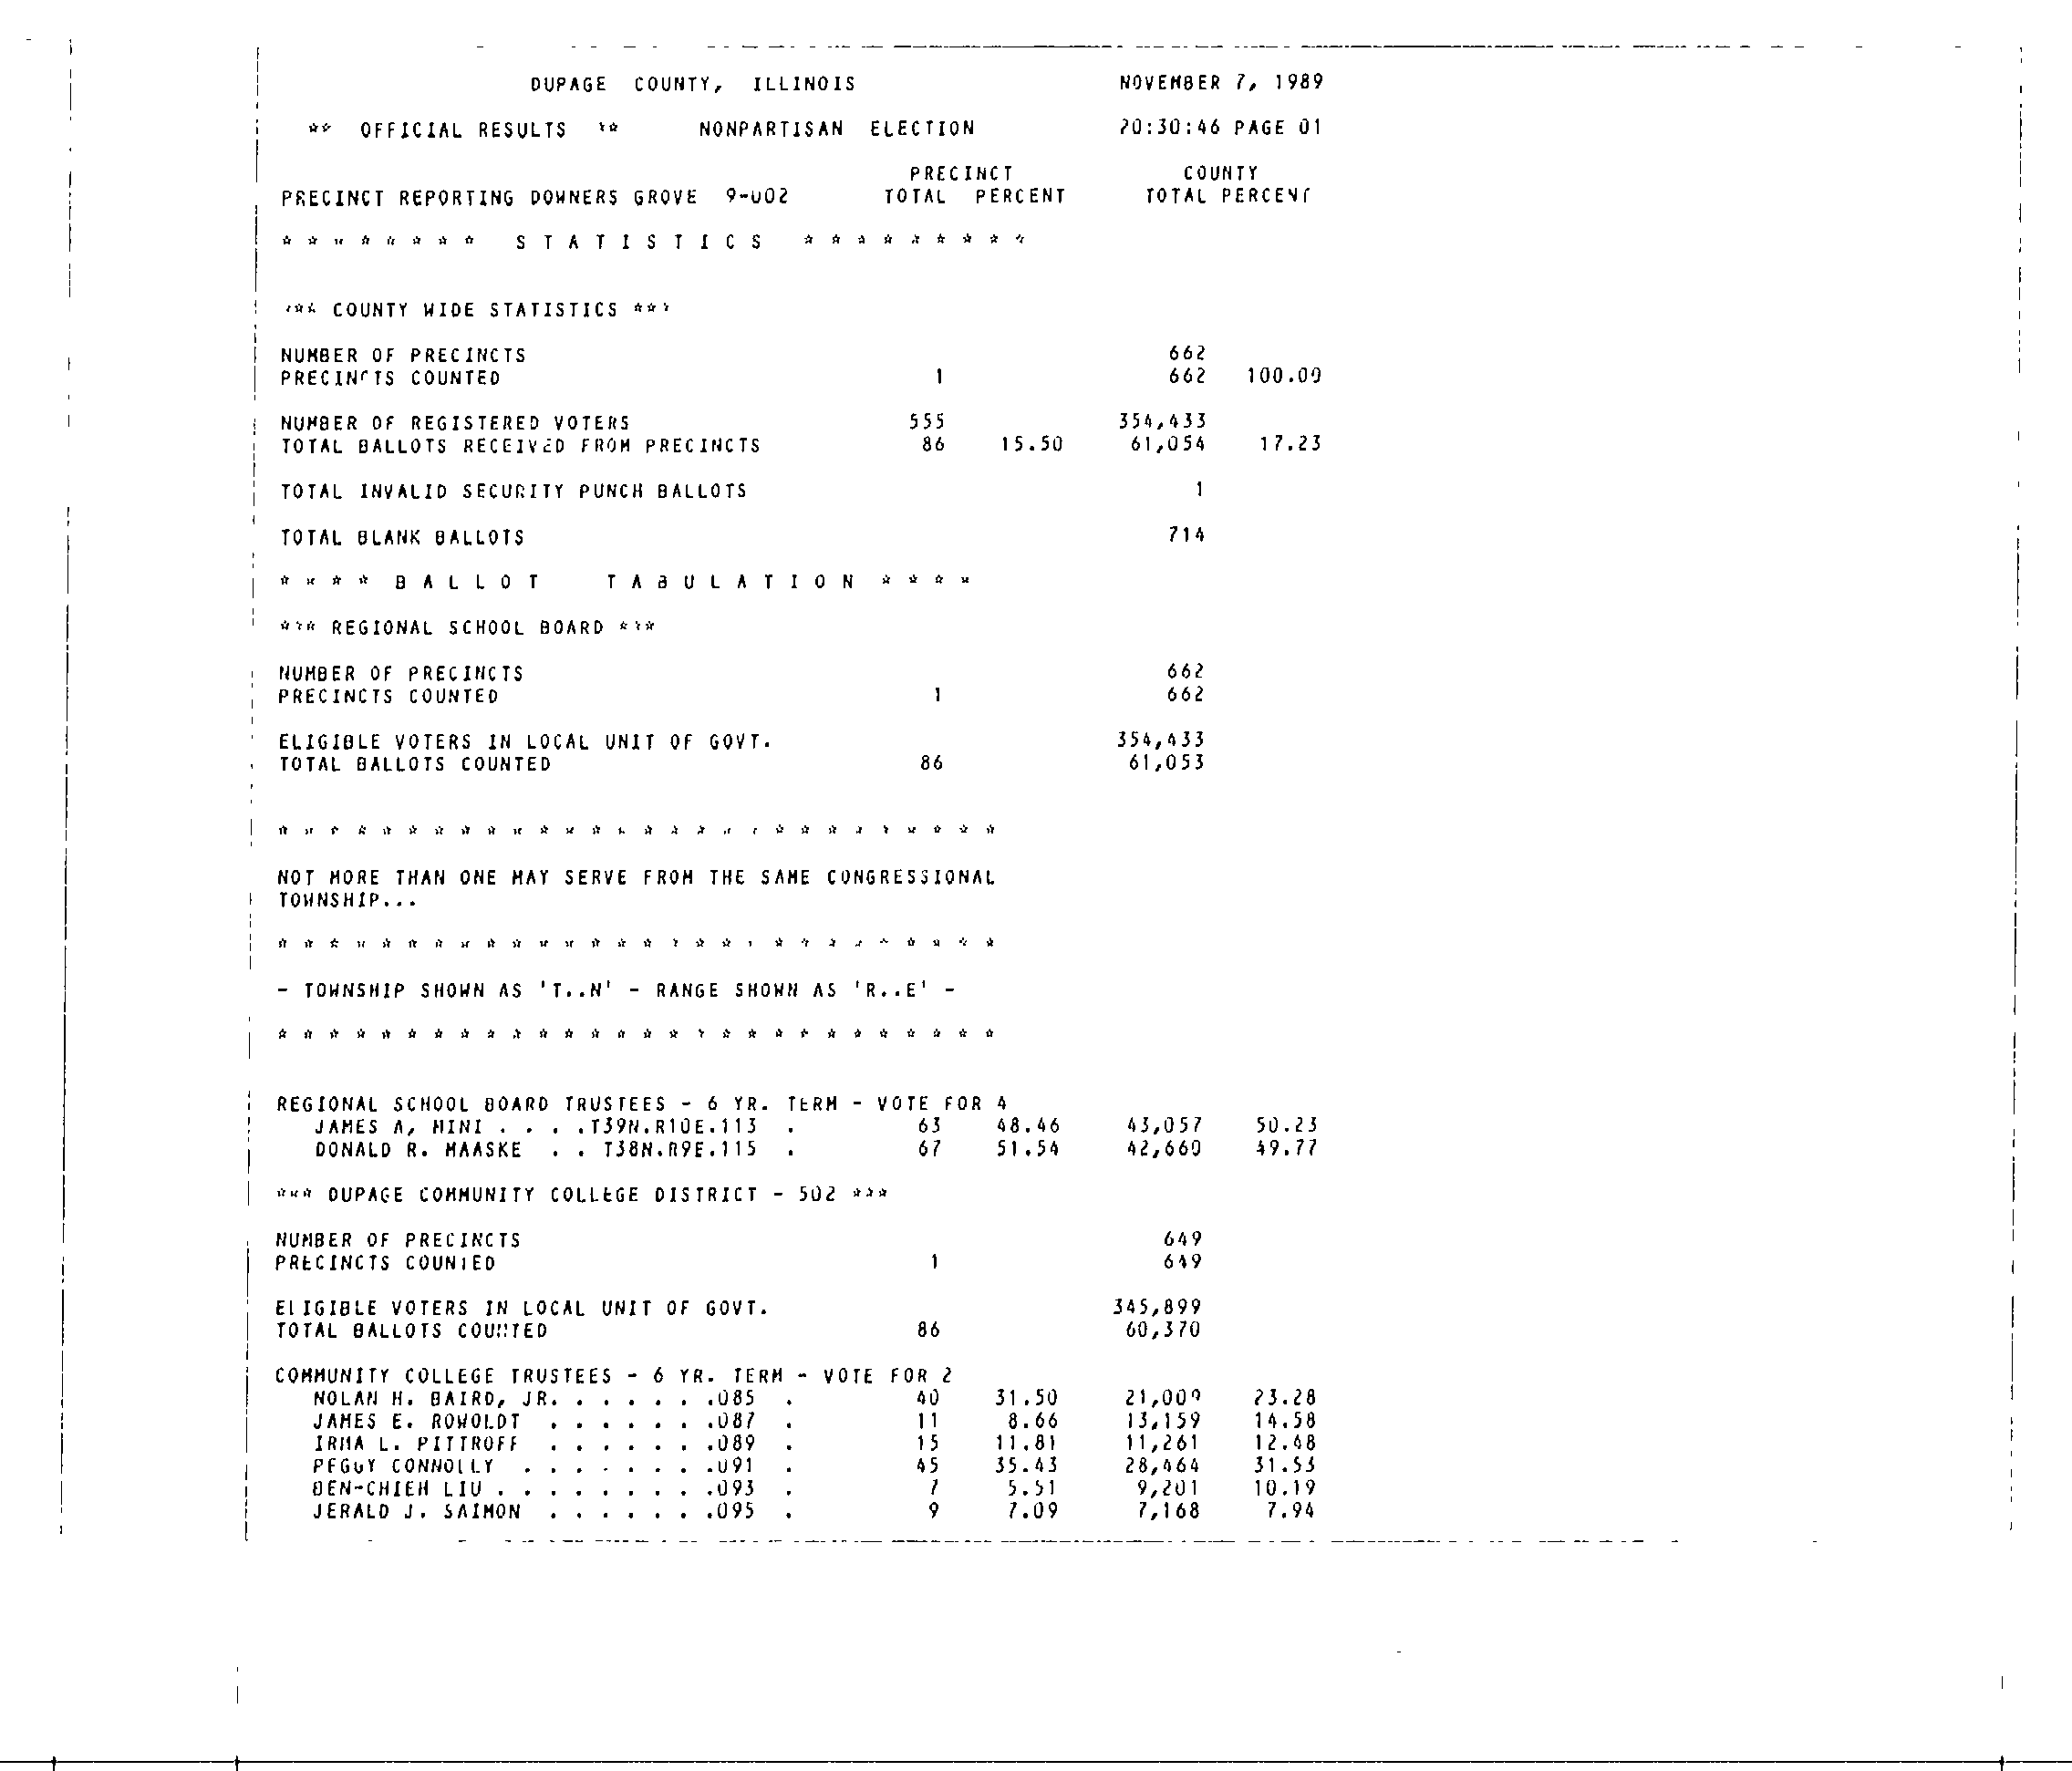 DUPAGE COUNTY, ILLINOIS NOVEMBER 7, 1989
** OFFICIAL RESULTS ** NONPARTISAN ELECTION 20:30:46 PAGE 01
PRECINCT COUNTY
PRECINCT REPORTING DOWNERS GROVE 9-002 TOTAL PERCENT TOTAL PERCENT
* * * * * * * * S T A T I S T I C S * * * * * * * * *
*** COUNTY WIDE STATISTICS ***
NUMBER OF PRECINCTS 662
PRECINCTS COUNTED 1 662 100.00
NUMBER OF REGISTERED VOTERS 555 354,433
TOTAL BALLOTS RECEIVED FROM PRECINCTS 86 15.50 61,054 17.23
TOTAL INVALID SECURITY PUNCH BALLOTS 1
TOTAL BLANK BALLOTS 714
* * * * B A L L O T T A B U L A T I O N * * * *
*** REGIONAL SCHOOL BOARD ***
NUMBER OF PRECINCTS 662
PRECINCTS COUNTED 1 662
ELIGIBLE VOTERS IN LOCAL UNIT OF GOVT. 354,433
TOTAL BALLOTS COUNTED 86 61,053
* * * * * * * * * * * * * * * * * * * * * * * * * * * *
NOT MORE THAN ONE MAY SERVE FROM THE SAME CONGRESSIONAL
TOWNSHIP...
* * * * * * * * * * * * * * * * * * * * * * * * * * * *
- TOWNSHIP SHOWN AS 'T..N' - RANGE SHOWN AS 'R..E' -
* * * * * * * * * * * * * * * * * * * * * * * * * * * *
REGIONAL SCHOOL BOARD TRUSTEES - 6 YR. TERM - VOTE FOR 4
JAMES A, MINI . . . .T39N.R10E.113 . 63 48.46 43,057 50.23
DONALD R. MAASKE . . T38N.R9E.115 . 67 51.54 42,660 49.77
*** DUPAGE COMMUNITY COLLEGE DISTRICT - 502 ***
NUMBER OF PRECINCTS 649
PRECINCTS COUNTED 1 649
ELIGIBLE VOTERS IN LOCAL UNIT OF GOVT. 345,899
TOTAL BALLOTS COUNTED 86 60,370
COMMUNITY COLLEGE TRUSTEES - 6 YR. TERM - VOTE FOR 2
NOLAN H. BAIRD, JR. . . . . . .085 . 40 31.50 21,009 23.28
JAMES E. ROWOLDT . . . . . . .087 . 11 8.66 13,159 14.58
IRMA L. PITTROFF . . . . . . .089 . 15 11.81 11,261 12.48
PEGGY CONNOLLY . . . . . . . .091 . 45 35.43 28,464 31.53
BEN-CHIEH LIU . . . . . . . . .093 . 7 5.51 9,201 10.19
JERALD J. SAIMON . . . . . . .095 . 9 7.09 7,168 7.94